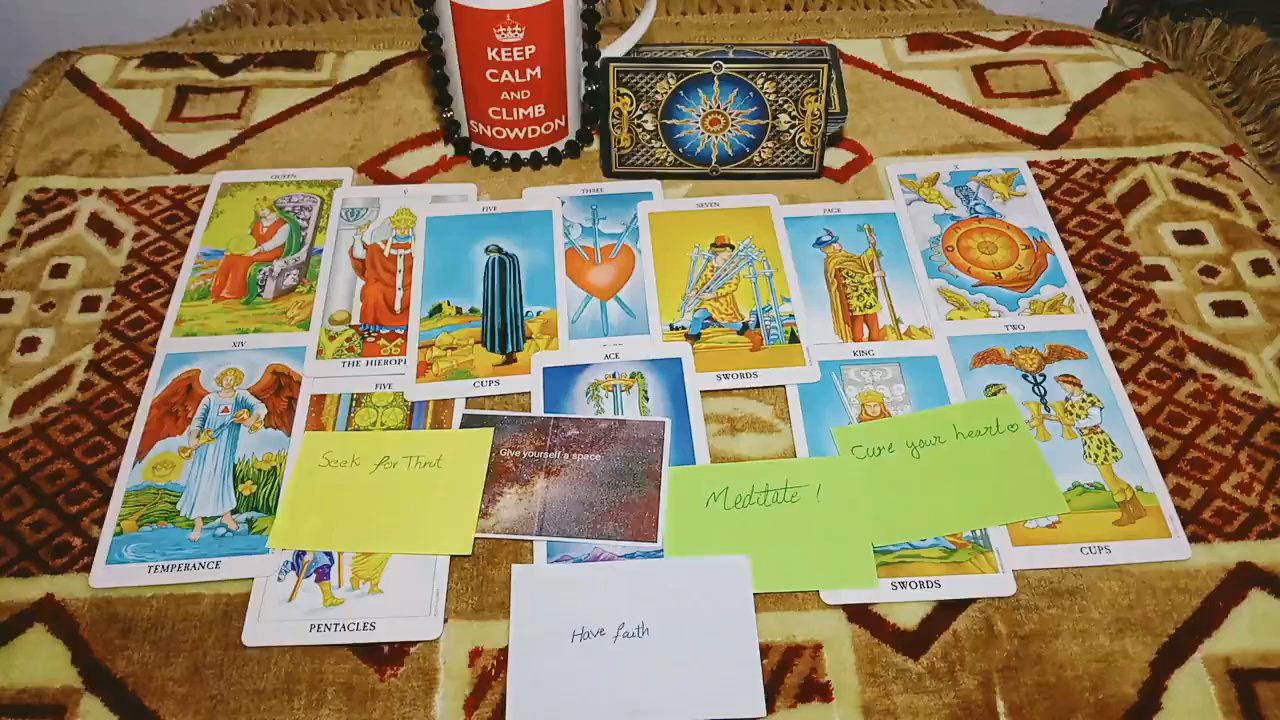 KEEP
CALM
AND
CLIMB
SNOWDON
QUEEN
V
THE HIEROP
FIVE
CUPS
THREE
SEVEN
SWORDS
PAGE
X
XIV
TEMPERANCE
FIVE
PENTACLES
ACE
KING
SWORDS
TWO
CUPS
Seek for Thrut
Give yourself a space
Meditate !
Cure your heart
Have faith